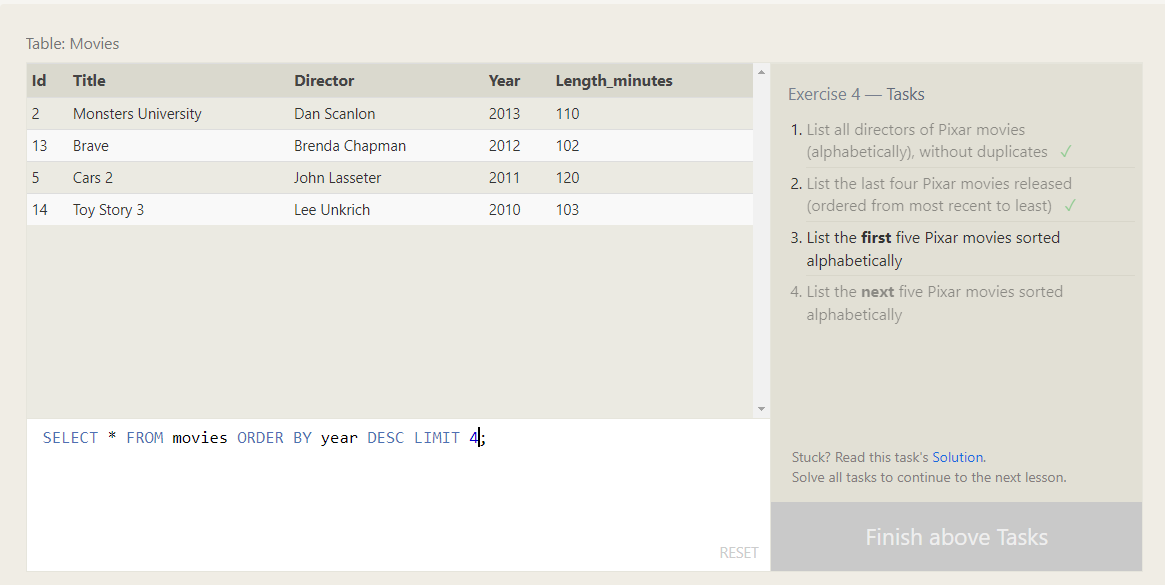 Table: Movies
Id Title Director Year Length_minutes
2 Monsters University Dan Scanlon 2013 110
13 Brave Brenda Chapman 2012 102
5 Cars 2 John Lasseter 2011 120
14 Toy Story 3 Lee Unkrich 2010 103
SELECT * FROM movies ORDER BY year DESC LIMIT 4;
RESET
Exercise 4 — Tasks
1. List all directors of Pixar movies
(alphabetically), without duplicates ✓
2. List the last four Pixar movies released
(ordered from most recent to least) ✓
3. List the first five Pixar movies sorted
alphabetically
4. List the next five Pixar movies sorted
alphabetically
Stuck? Read this task's Solution.
Solve all tasks to continue to the next lesson.
Finish above Tasks